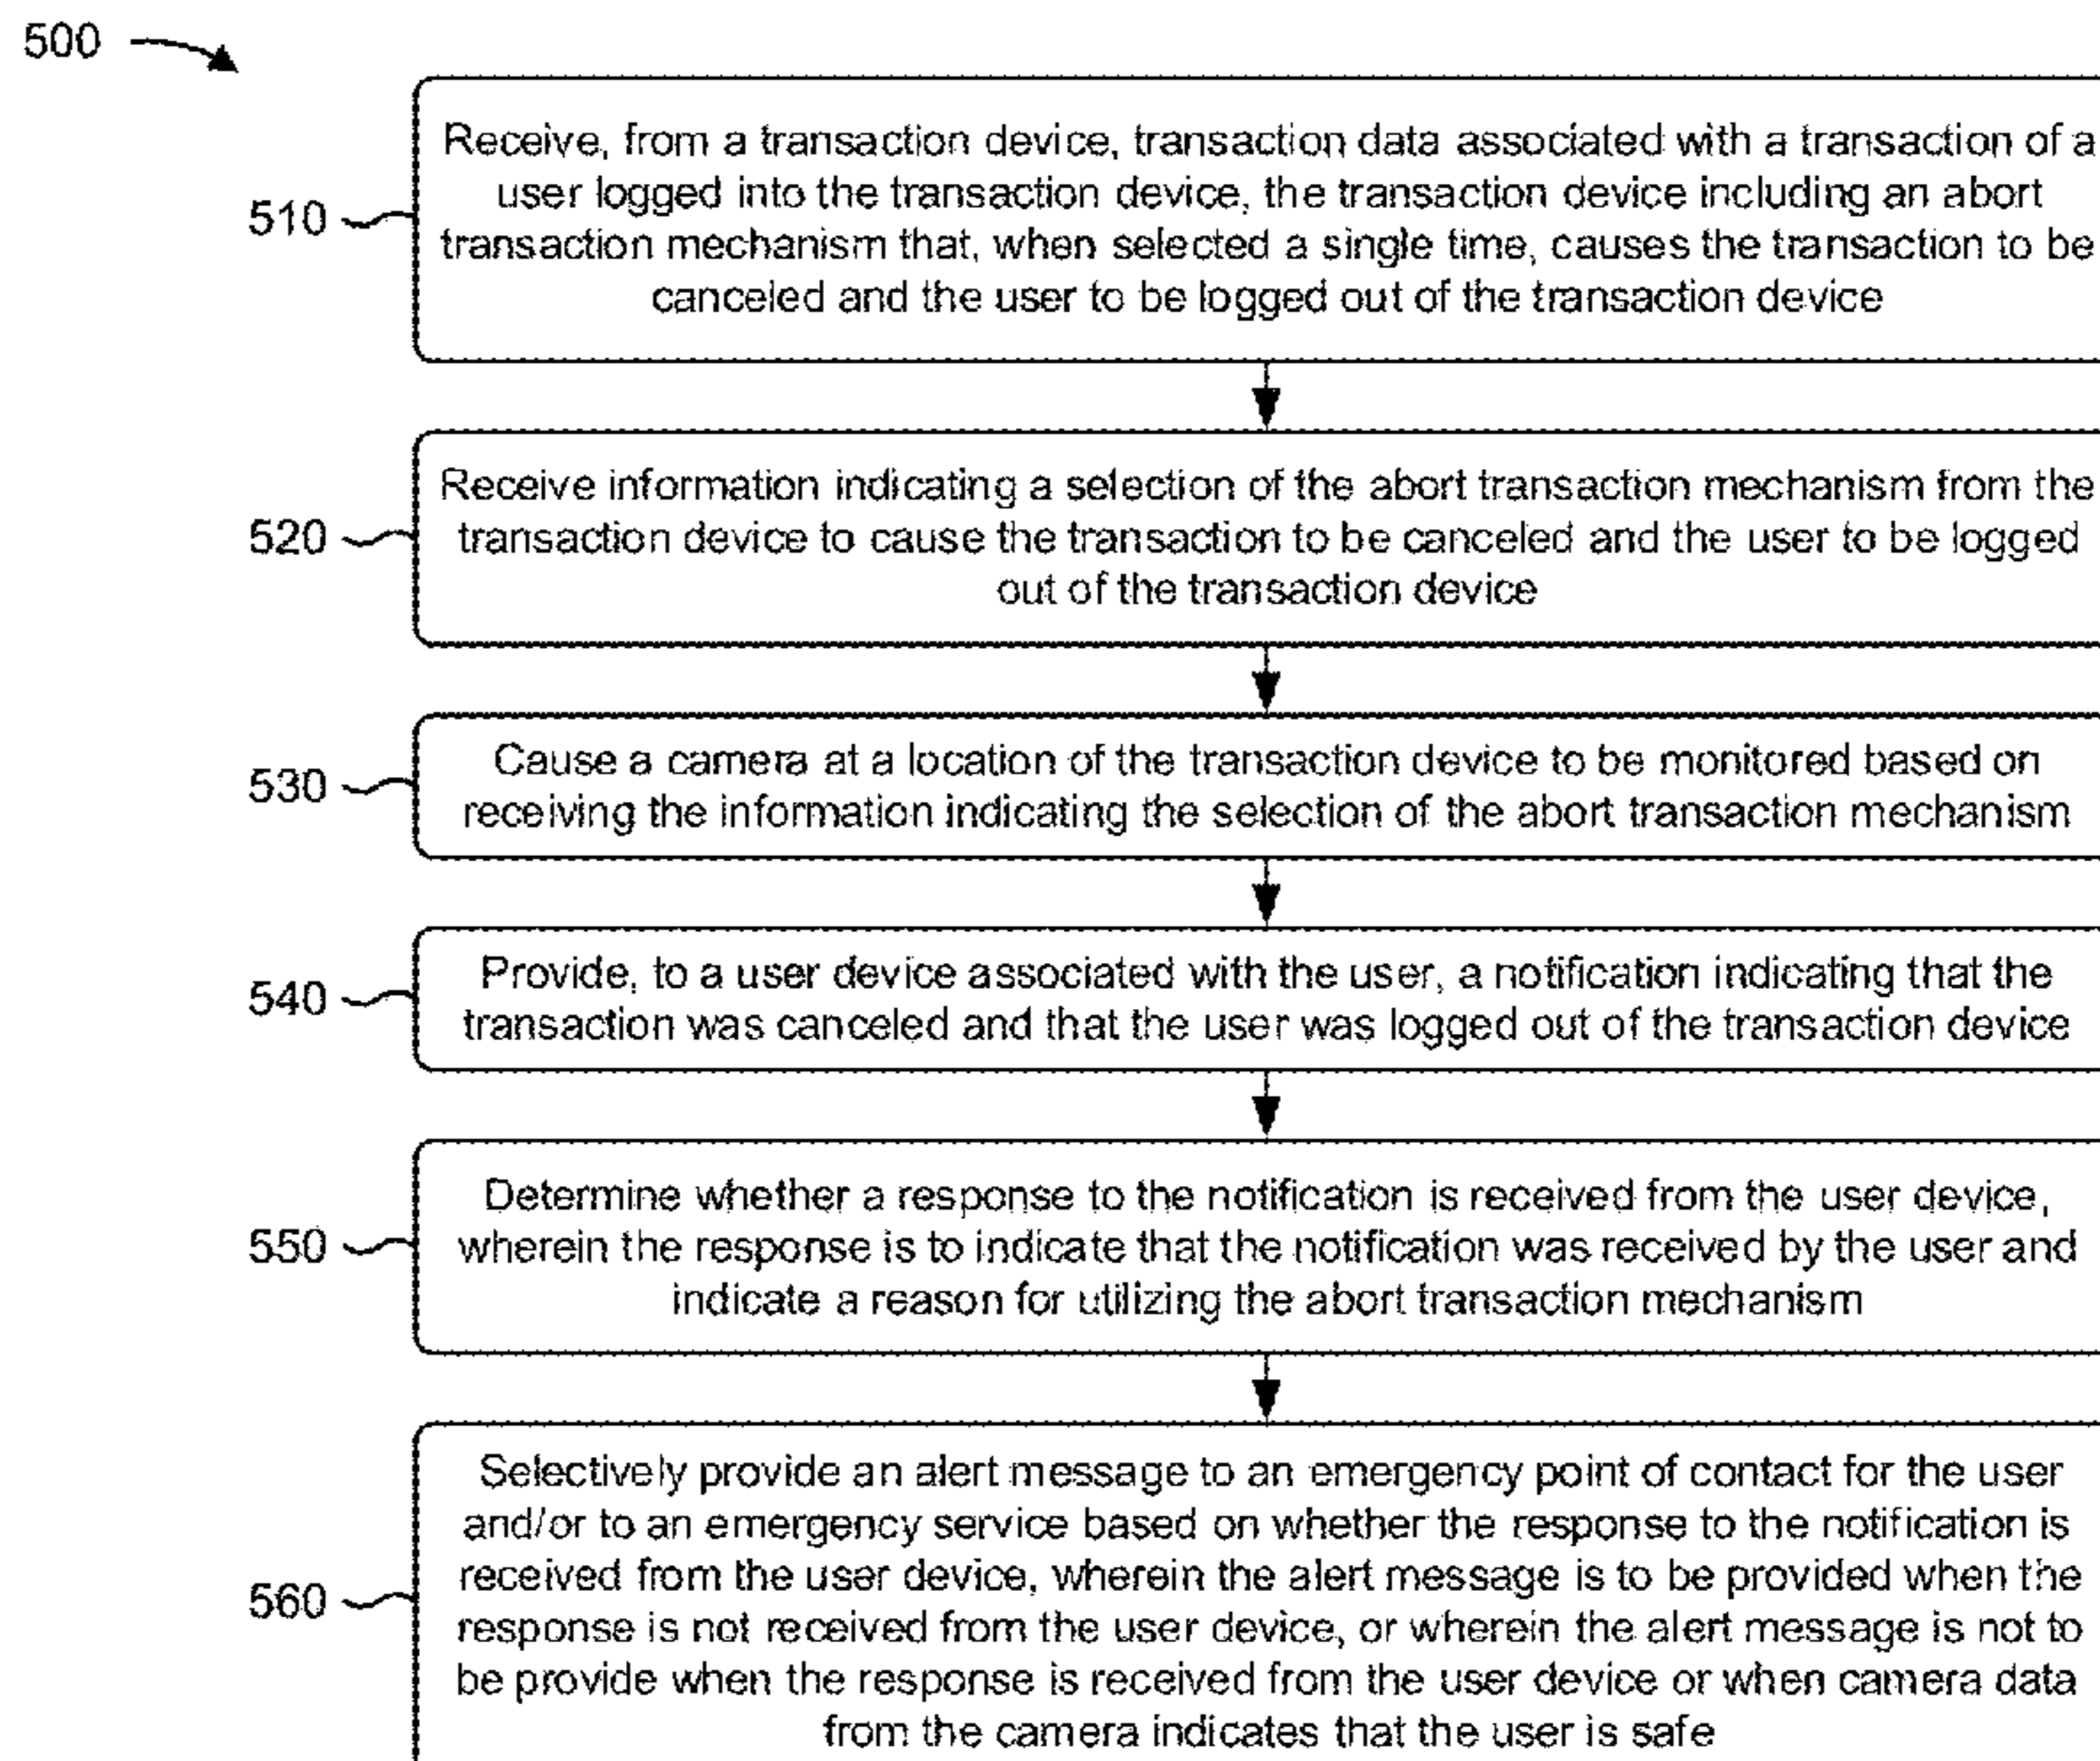 500
Receive, from a transaction device, transaction data associated with a transaction of a
user logged into the transaction device, the transaction device including an abort
510
transaction mechanism that, when selected a single time, causes the transaction to be
canceled and the user to be logged out of the transaction device
Receive information indicating a selection of the abort transaction mechanism from the
520
transaction device to cause the transaction to be canceled and the user to be logged
out of the transaction device
530
Cause a camera at a location of the transaction device to be monitored based on
receiving the information indicating the selection of the abort transaction mechanism
540
Provide, to a user device associated with the user, a notification indicating that the
transaction was canceled and that the user was logged out of the transaction device
Determine whether a response to the notification is received from the user device,
550
wherein the response is to indicate that the notification was received by the user and
indicate a reason for utilizing the abort transaction mechanism
Selectively provide an alert message to an emergency point of contact for the user
and/or to an emergency service based on whether the response to the notification is
received from the user device, wherein the alert message is to be provided when the
560
response is not received from the user device, or wherein the alert message is not to
be provide when the response is received from the user device or when camera data
from the camera indicates that the user is safe